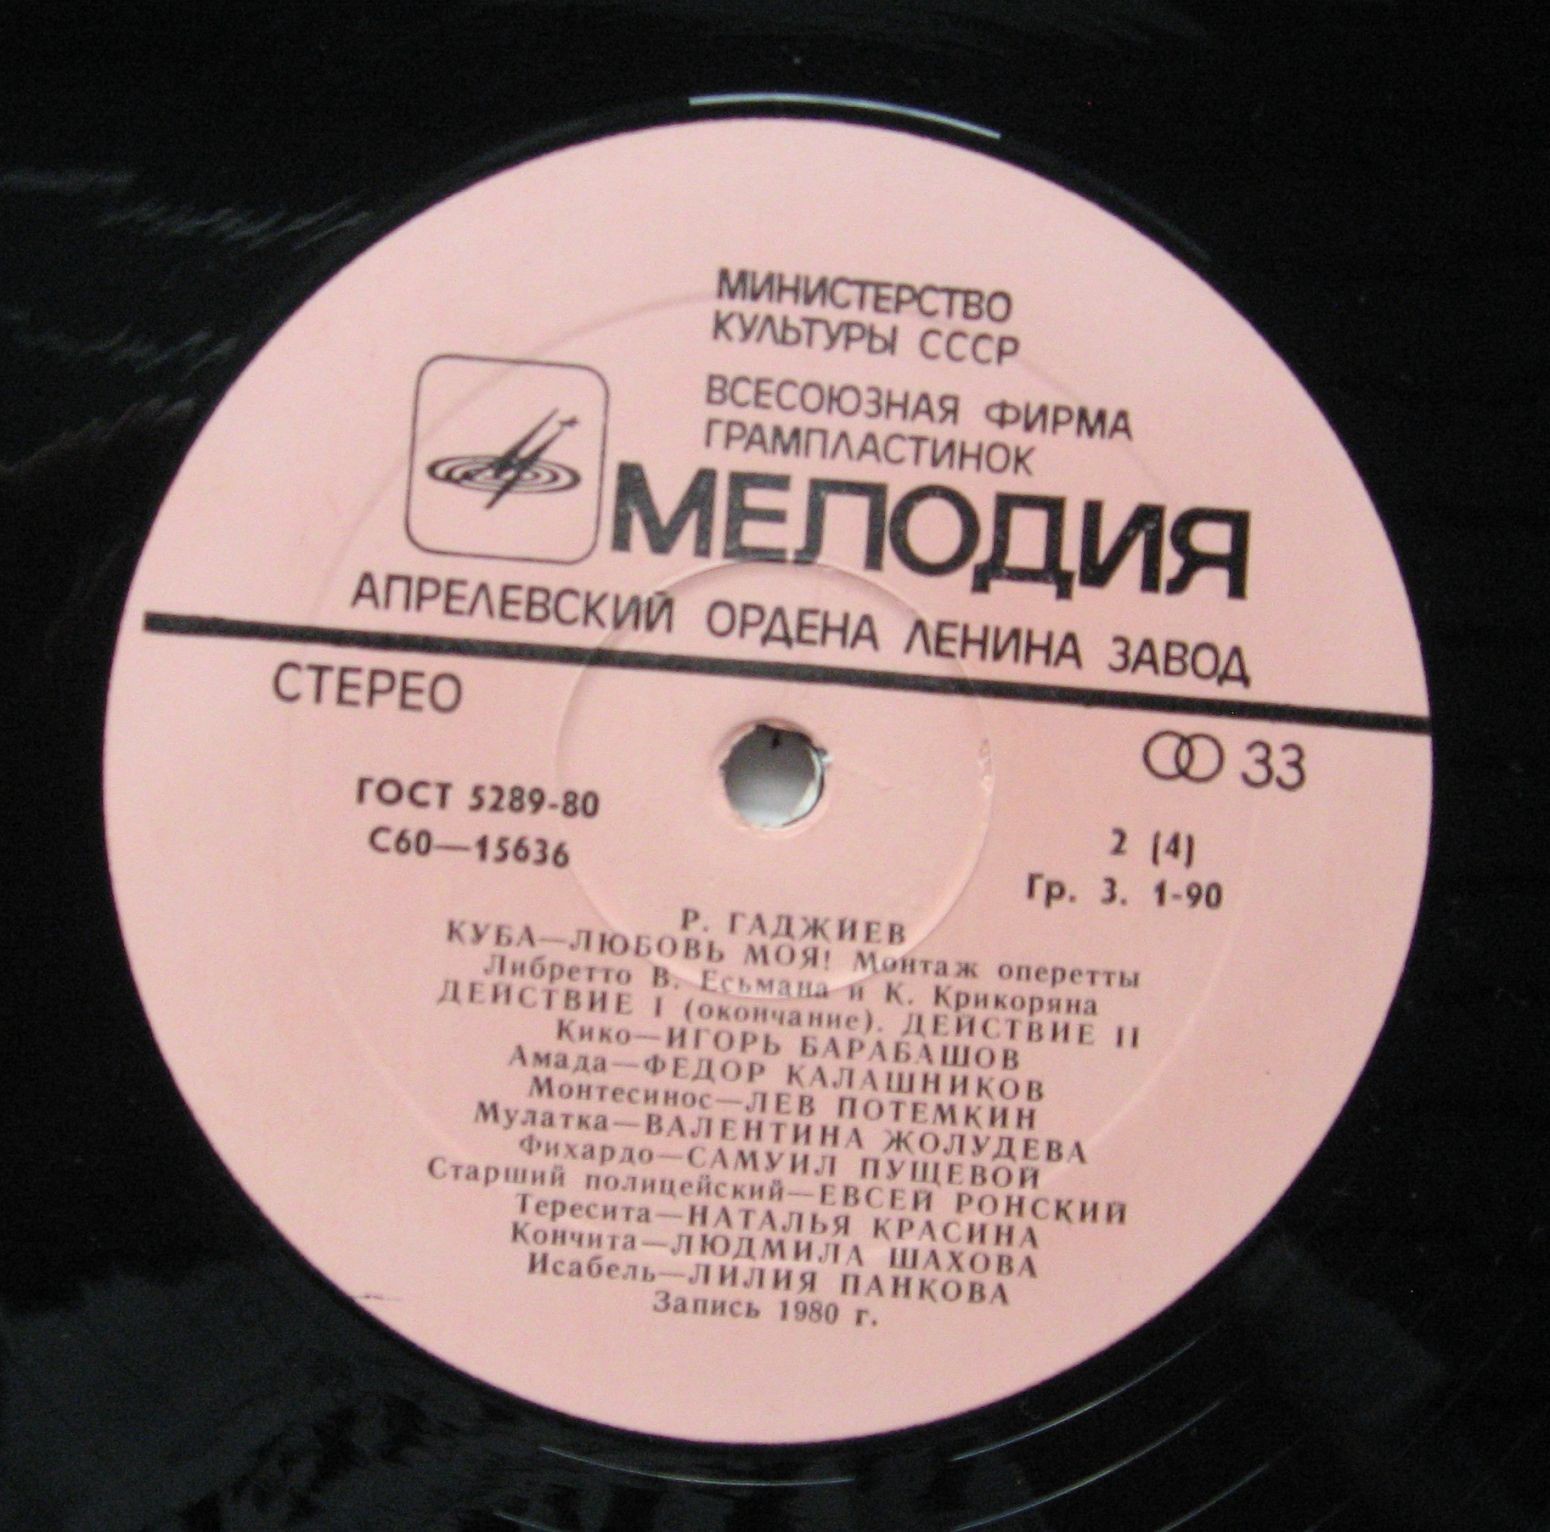 МИНИСТЕРСТВО
КУЛЬТУРЫ СССР
ВСЕСОЮЗНАЯ ФИРМА
ГРАМПЛАСТИНОК
МЕЛОДИЯ
АПРЕЛЕВСКИЙ ОРДЕНА ЛЕНИНА ЗАВОД
СТЕРЕО
33
ГОСТ 5289-80
С60—15636
2 (4)
Гр. 3. 1-90
Р. ГАДЖИЕВ
КУБА—ЛЮБОВЬ МОЯ! Монтаж оперетты
Либретто В. Есьмана и К. Крикоряна
ДЕЙСТВИЕ I (окончание). ДЕЙСТВИЕ II
Кико—ИГОРЬ БАРАБАШОВ
Амада—ФЕДОР КАЛАШНИКОВ
Монтесинос—ЛЕВ ПОТЕМКИН
Мулатка—ВАЛЕНТИНА ЖОЛУДЕВА
Фихардо—САМУИЛ ПУЩЕВОЙ
Старший полицейский—ЕВСЕЙ РОНСКИЙ
Тересита—НАТАЛЬЯ КРАСИНА
Кончита—ЛЮДМИЛА ШАХОВА
Исабель—ЛИЛИЯ ПАНКОВА
Запись 1980 г.